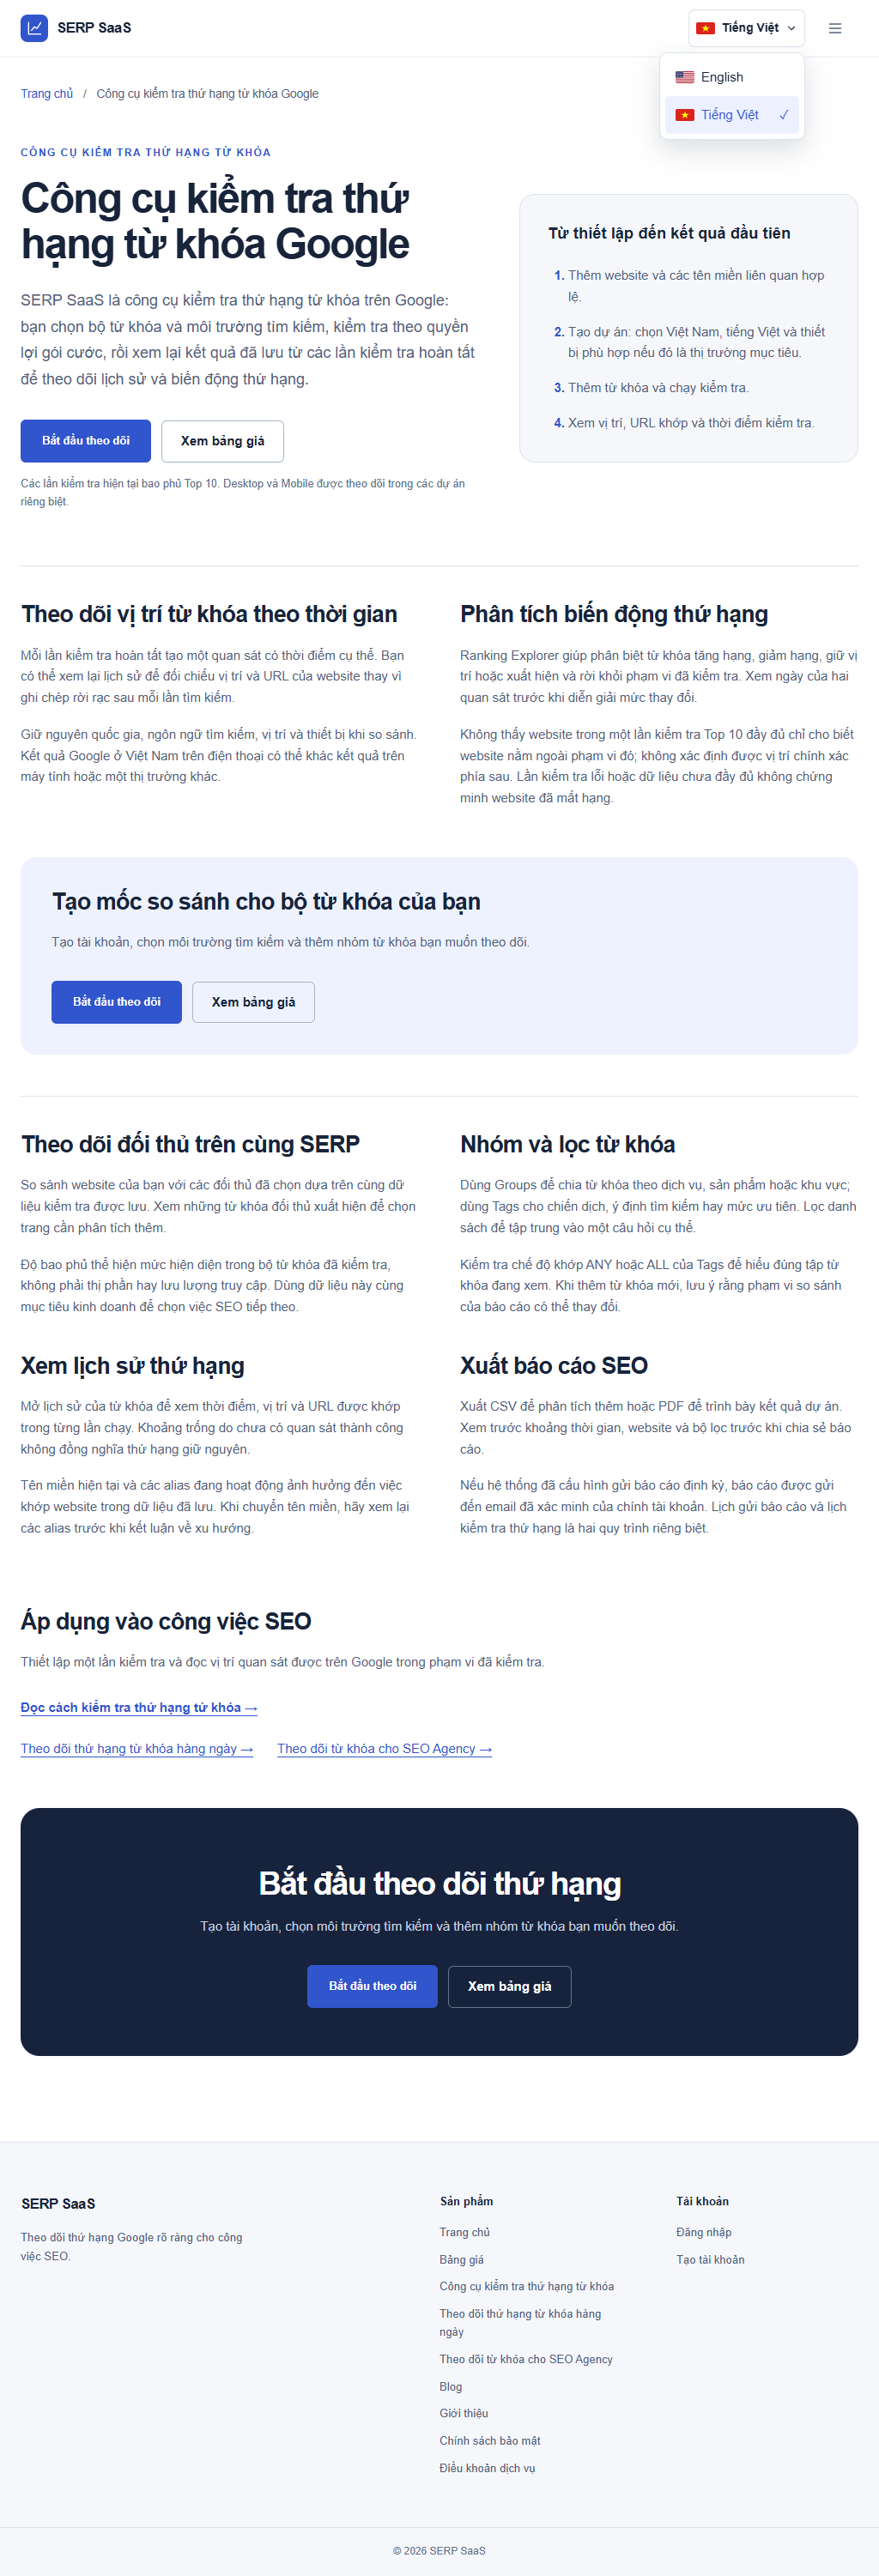 SERP SaaS
Tiếng Việt
English
Tiếng Việt ✓
Trang chủ / Công cụ kiểm tra thứ hạng từ khóa Google
CÔNG CỤ KIỂM TRA THỨ HẠNG TỪ KHÓA
Công cụ kiểm tra thứ
hạng từ khóa Google
SERP SaaS là công cụ kiểm tra thứ hạng từ khóa trên Google:
bạn chọn bộ từ khóa và môi trường tìm kiếm, kiểm tra theo quyền
lợi gói cước, rồi xem lại kết quả đã lưu từ các lần kiểm tra hoàn tất
để theo dõi lịch sử và biến động thứ hạng.
Bắt đầu theo dõi
Xem bảng giá
Các lần kiểm tra hiện tại bao phủ Top 10. Desktop và Mobile được theo dõi trong các dự án
riêng biệt.
Từ thiết lập đến kết quả đầu tiên
1. Thêm website và các tên miền liên quan hợp
lệ.
2. Tạo dự án: chọn Việt Nam, tiếng Việt và thiết
bị phù hợp nếu đó là thị trường mục tiêu.
3. Thêm từ khóa và chạy kiểm tra.
4. Xem vị trí, URL khớp và thời điểm kiểm tra.
Theo dõi vị trí từ khóa theo thời gian
Mỗi lần kiểm tra hoàn tất tạo một quan sát có thời điểm cụ thể. Bạn
có thể xem lại lịch sử để đối chiếu vị trí và URL của website thay vì
ghi chép rời rạc sau mỗi lần tìm kiếm.
Giữ nguyên quốc gia, ngôn ngữ tìm kiếm, vị trí và thiết bị khi so sánh.
Kết quả Google ở Việt Nam trên điện thoại có thể khác kết quả trên
máy tính hoặc một thị trường khác.
Phân tích biến động thứ hạng
Ranking Explorer giúp phân biệt từ khóa tăng hạng, giảm hạng, giữ vị
trí hoặc xuất hiện và rời khỏi phạm vi đã kiểm tra. Xem ngày của hai
quan sát trước khi diễn giải mức thay đổi.
Không thấy website trong một lần kiểm tra Top 10 đầy đủ chỉ cho biết
website nằm ngoài phạm vi đó; không xác định được vị trí chính xác
phía sau. Lần kiểm tra lỗi hoặc dữ liệu chưa đầy đủ không chứng
minh website đã mất hạng.
Tạo mốc so sánh cho bộ từ khóa của bạn
Tạo tài khoản, chọn môi trường tìm kiếm và thêm nhóm từ khóa bạn muốn theo dõi.
Bắt đầu theo dõi
Xem bảng giá
Theo dõi đối thủ trên cùng SERP
So sánh website của bạn với các đối thủ đã chọn dựa trên cùng dữ
liệu kiểm tra được lưu. Xem những từ khóa đối thủ xuất hiện để chọn
trang cần phân tích thêm.
Độ bao phủ thể hiện mức hiện diện trong bộ từ khóa đã kiểm tra,
không phải thị phần hay lưu lượng truy cập. Dùng dữ liệu này cùng
mục tiêu kinh doanh để chọn việc SEO tiếp theo.
Nhóm và lọc từ khóa
Dùng Groups để chia từ khóa theo dịch vụ, sản phẩm hoặc khu vực;
dùng Tags cho chiến dịch, ý định tìm kiếm hay mức ưu tiên. Lọc danh
sách để tập trung vào một câu hỏi cụ thể.
Kiểm tra chế độ khớp ANY hoặc ALL của Tags để hiểu đúng tập từ
khóa đang xem. Khi thêm từ khóa mới, lưu ý rằng phạm vi so sánh
của báo cáo có thể thay đổi.
Xem lịch sử thứ hạng
Mở lịch sử của từ khóa để xem thời điểm, vị trí và URL được khớp
trong từng lần chạy. Khoảng trống do chưa có quan sát thành công
không đồng nghĩa thứ hạng giữ nguyên.
Tên miền hiện tại và các alias đang hoạt động ảnh hưởng đến việc
khớp website trong dữ liệu đã lưu. Khi chuyển tên miền, hãy xem lại
các alias trước khi kết luận về xu hướng.
Xuất báo cáo SEO
Xuất CSV để phân tích thêm hoặc PDF để trình bày kết quả dự án.
Xem trước khoảng thời gian, website và bộ lọc trước khi chia sẻ báo
cáo.
Nếu hệ thống đã cấu hình gửi báo cáo định kỳ, báo cáo được gửi
đến email đã xác minh của chính tài khoản. Lịch gửi báo cáo và lịch
kiểm tra thứ hạng là hai quy trình riêng biệt.
Áp dụng vào công việc SEO
Thiết lập một lần kiểm tra và đọc vị trí quan sát được trên Google trong phạm vi đã kiểm tra.
Đọc cách kiểm tra thứ hạng từ khóa →
Theo dõi thứ hạng từ khóa hàng ngày → Theo dõi từ khóa cho SEO Agency →
Bắt đầu theo dõi thứ hạng
Tạo tài khoản, chọn môi trường tìm kiếm và thêm nhóm từ khóa bạn muốn theo dõi.
Bắt đầu theo dõi
Xem bảng giá
SERP SaaS
Theo dõi thứ hạng Google rõ ràng cho công
việc SEO.
Sản phẩm
Trang chủ
Bảng giá
Công cụ kiểm tra thứ hạng từ khóa
Theo dõi thứ hạng từ khóa hàng
ngày
Theo dõi từ khóa cho SEO Agency
Blog
Giới thiệu
Chính sách bảo mật
Điều khoản dịch vụ
Tài khoản
Đăng nhập
Tạo tài khoản
© 2026 SERP SaaS